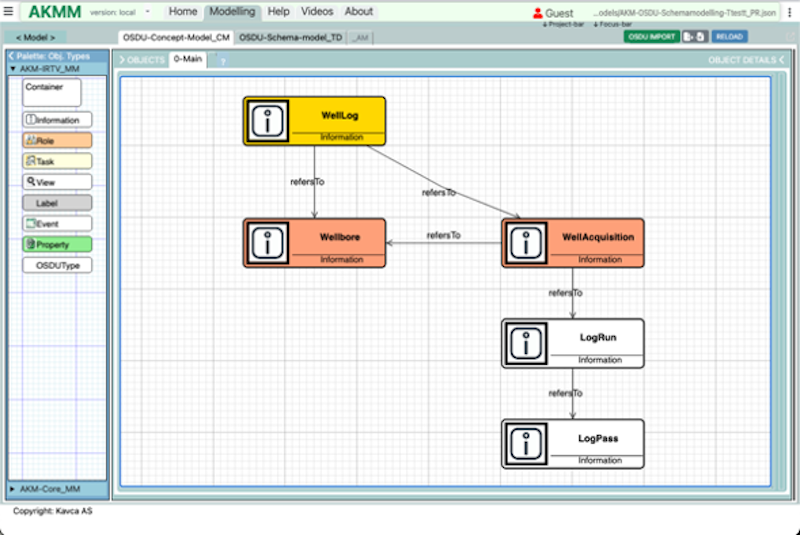 AKMM version: local Home Modelling Help Videos About Guest ...odels/AKM-OSDU-Schemamodelling-Ttestt_PR.json
Project-bar Focus-bar
< Model > OSDU-Concept-Model_CM OSDU-Schema-model_TD _AM OSDU IMPORT RELOAD
Palette: Obj. Types OBJECTS 0-Main ? OBJECT DETAILS
AKM-IRTV_MM
Container
Information
Role
Task
View
Label
Event
Property
OSDUType
WellLog
Information
refersTo
refersTo
Wellbore
Information
refersTo
WellAcquisition
Information
refersTo
LogRun
Information
refersTo
LogPass
Information
AKM-Core_MM
Copyright: Kavca AS